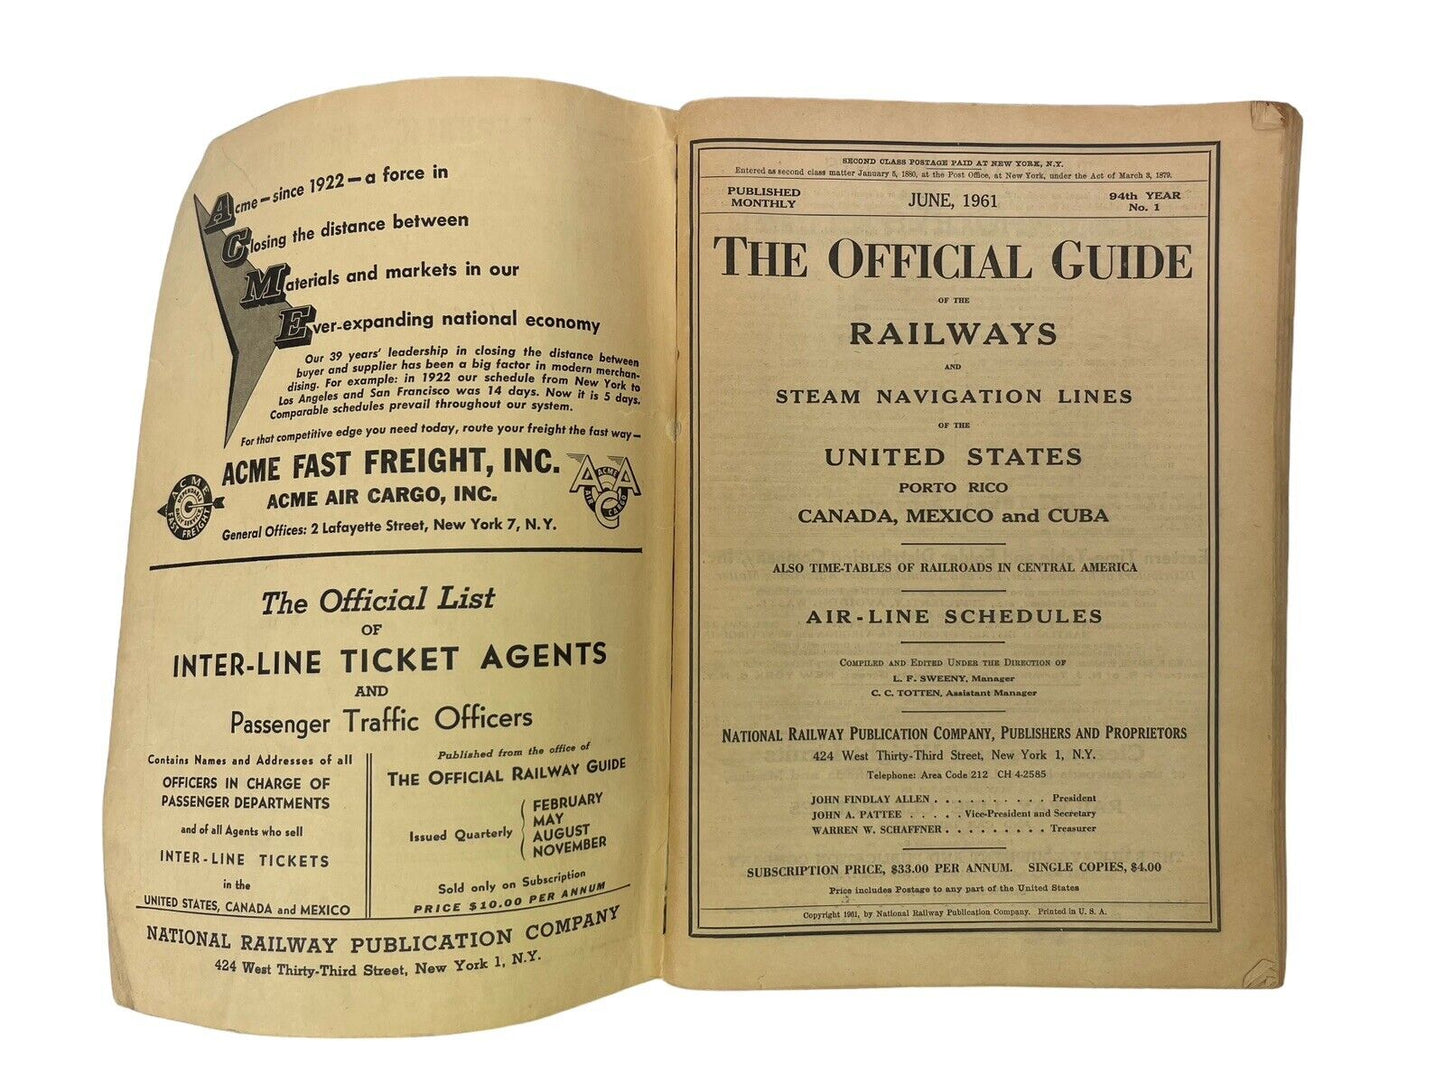 Acme—since 1922—a force in
Closing the distance between
Materials and markets in our
Ever-expanding national economy
Our 39 years' leadership in closing the distance between
buyer and supplier has been a big factor in modern merchan-
dising. For example: in 1922 our schedule from New York to
Los Angeles and San Francisco was 14 days. Now it is 5 days.
Comparable schedules prevail throughout our system.
For that competitive edge you need today, route your freight the fast way—
ACME FAST FREIGHT, INC.
ACME AIR CARGO, INC.
General Offices: 2 Lafayette Street, New York 7, N.Y.
ACME
DEPENDABLE
DAILY SERVICE
FAST FREIGHT
AA
ACME
AIR
CARGO
The Official List
OF
INTER-LINE TICKET AGENTS
AND
Passenger Traffic Officers
Contains Names and Addresses of all
OFFICERS IN CHARGE OF
PASSENGER DEPARTMENTS
and of all Agents who sell
INTER-LINE TICKETS
in the
UNITED STATES, CANADA and MEXICO
Published from the office of
THE OFFICIAL RAILWAY GUIDE
Issued Quarterly
FEBRUARY
MAY
AUGUST
NOVEMBER
Sold only on Subscription
PRICE $10.00 PER ANNUM
NATIONAL RAILWAY PUBLICATION COMPANY
424 West Thirty-Third Street, New York 1, N.Y.
SECOND CLASS POSTAGE PAID AT NEW YORK, N.Y.
Entered as second class matter January 5, 1880, at the Post Office, at New York, under the Act of March 3, 1879.
PUBLISHED
MONTHLY
JUNE, 1961
94th YEAR
No. 1
THE OFFICIAL GUIDE
OF THE
RAILWAYS
AND
STEAM NAVIGATION LINES
OF THE
UNITED STATES
PORTO RICO
CANADA, MEXICO and CUBA
ALSO TIME-TABLES OF RAILROADS IN CENTRAL AMERICA
AIR-LINE SCHEDULES
COMPILED AND EDITED UNDER THE DIRECTION OF
L. F. SWEENY, Manager
C. C. TOTTEN, Assistant Manager
NATIONAL RAILWAY PUBLICATION COMPANY, PUBLISHERS AND PROPRIETORS
424 West Thirty-Third Street, New York 1, N.Y.
Telephone: Area Code 212 CH 4-2585
JOHN FINDLAY ALLEN . . . . . . . . . . President
JOHN A. PATTEE . . . . . Vice-President and Secretary
WARREN W. SCHAFFNER . . . . . . . . . Treasurer
SUBSCRIPTION PRICE, $33.00 PER ANNUM. SINGLE COPIES, $4.00
Price includes Postage to any part of the United States
Copyright 1961, by National Railway Publication Company. Printed in U. S. A.